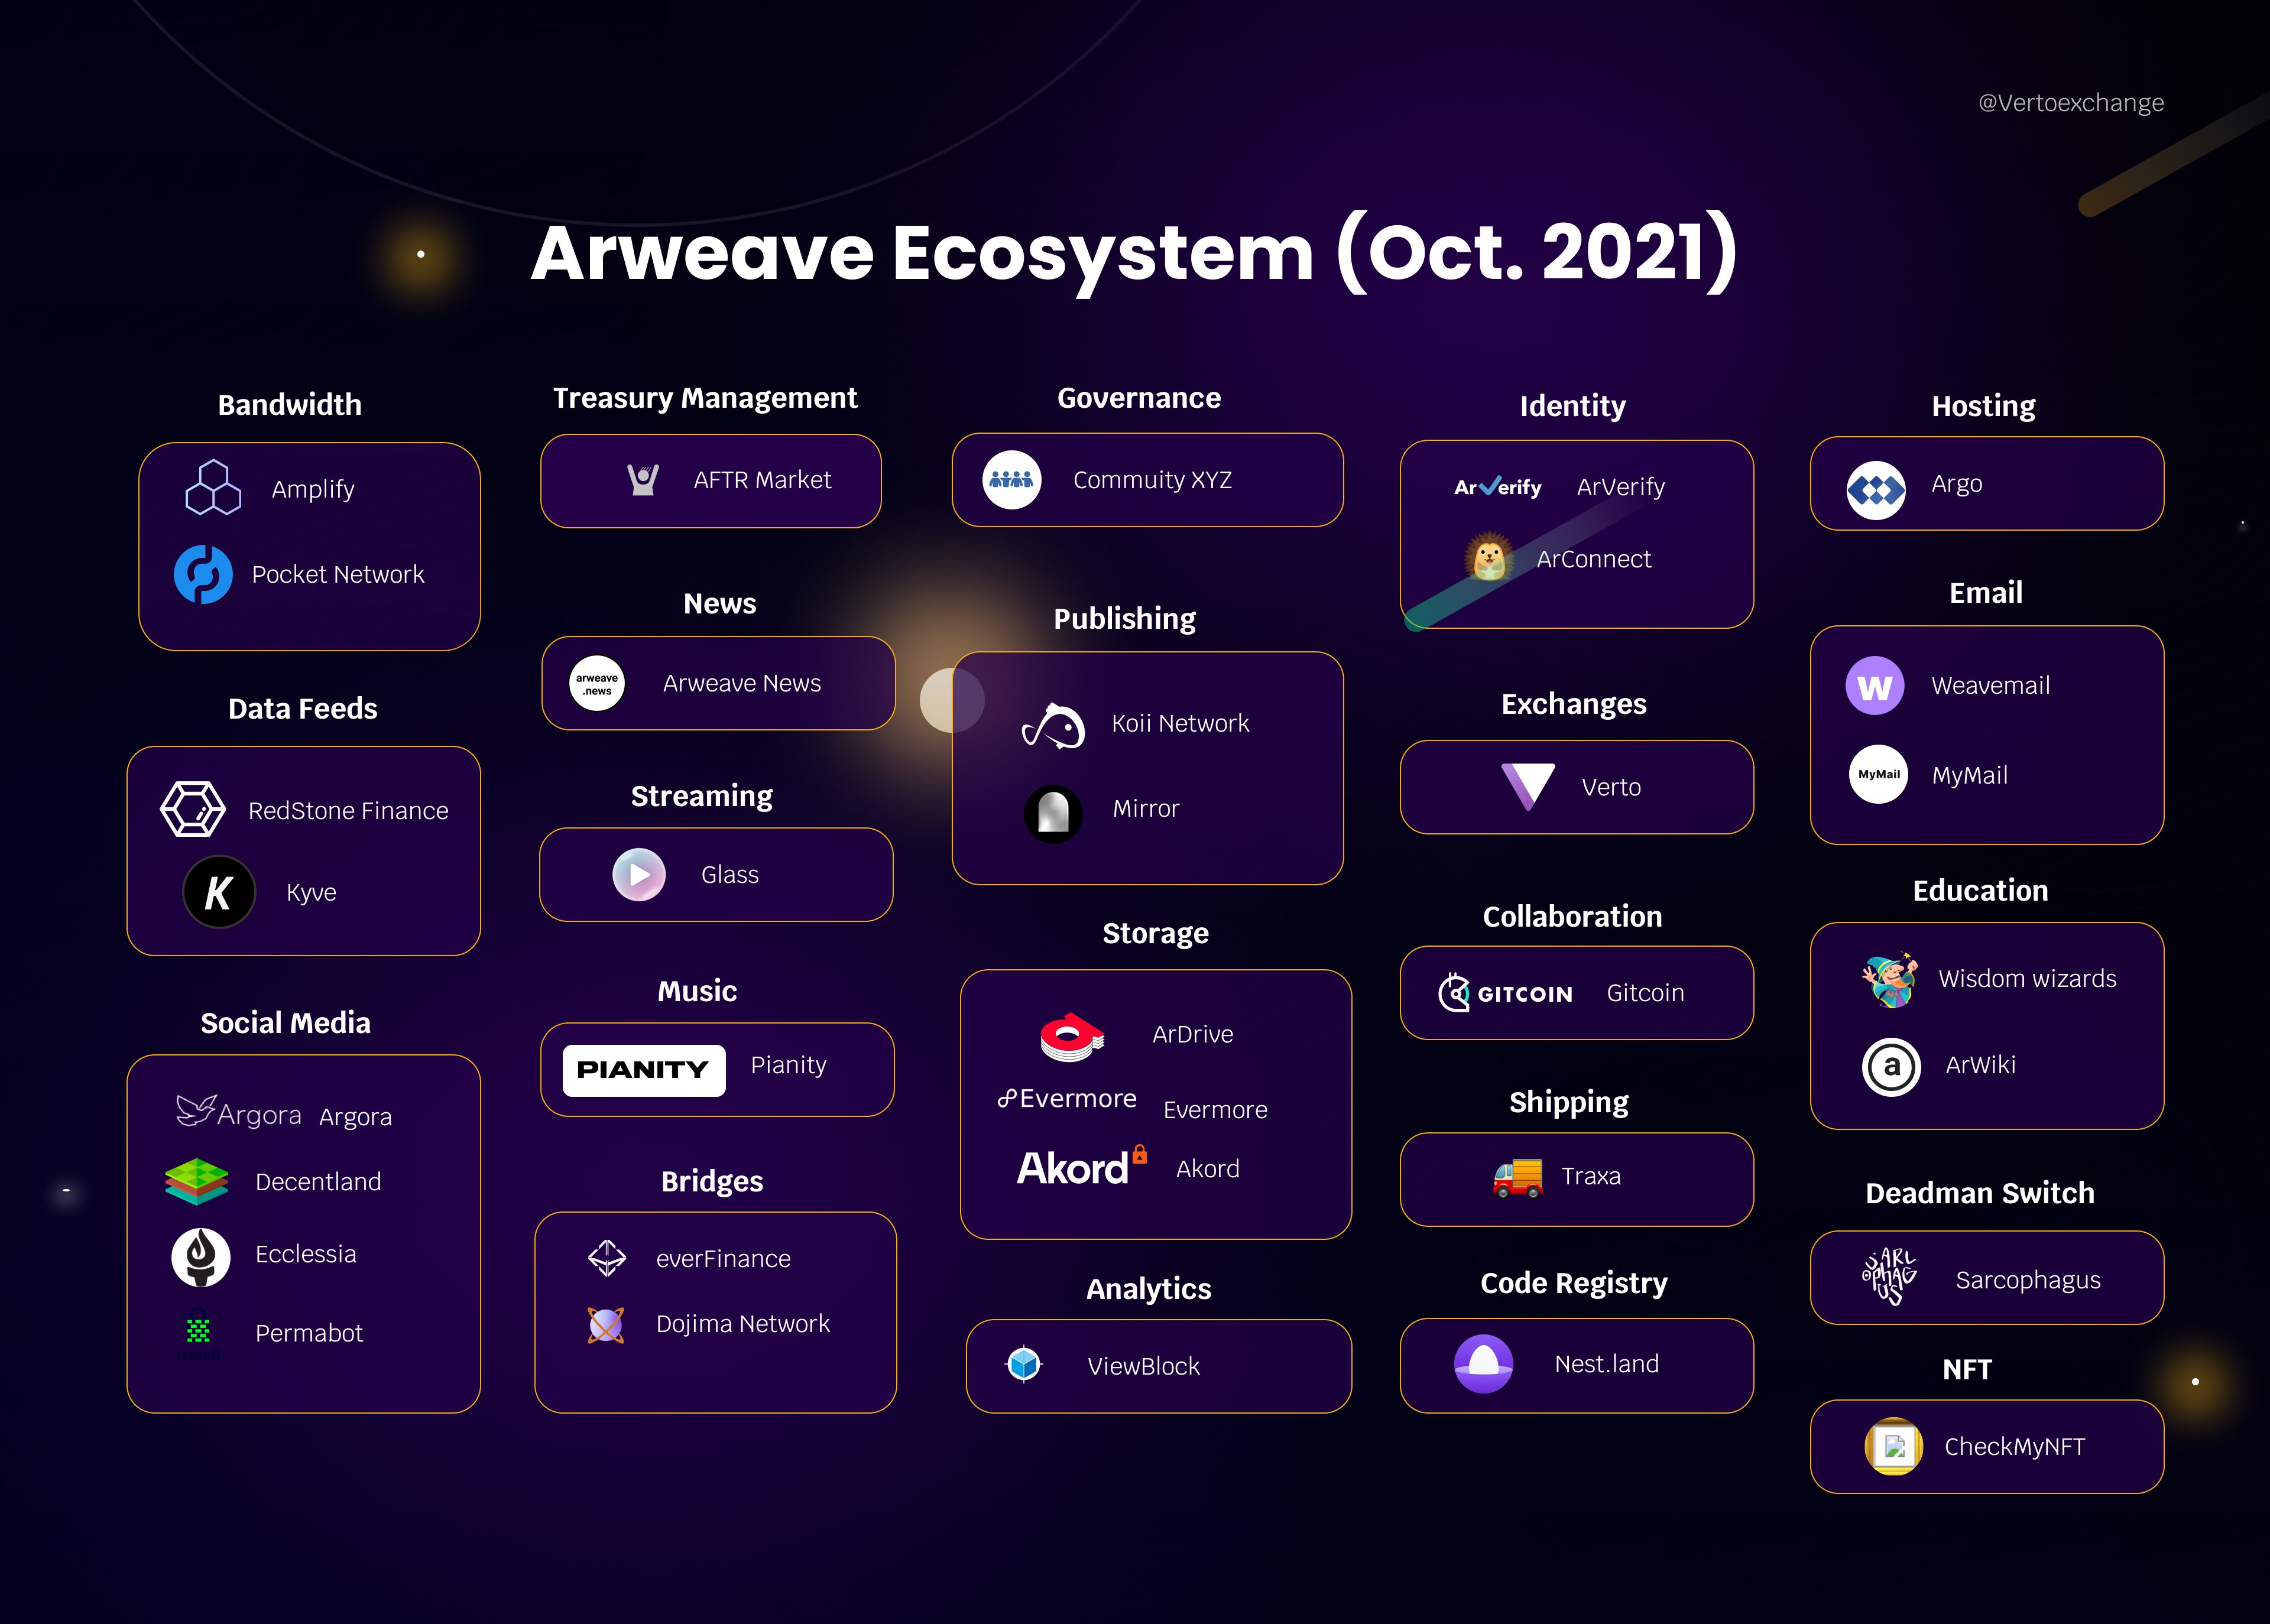 @Vertoexchange
Arweave Ecosystem (Oct. 2021)
Bandwidth
Amplify
Pocket Network
Data Feeds
RedStone Finance
K
Kyve
Social Media
Argora Argora
Decentland
Ecclessia
Permabot
Treasury Management
AFTR Market
News
arweave
.news
Arweave News
Streaming
Glass
Music
PIANITY Pianity
Bridges
everFinance
Dojima Network
Governance
Commuity XYZ
Publishing
Koii Network
Mirror
Storage
ArDrive
Evermore Evermore
Akord Akord
Analytics
ViewBlock
Identity
ArVerify ArVerify
ArConnect
Exchanges
Verto
Collaboration
GITCOIN Gitcoin
Shipping
Traxa
Code Registry
Nest.land
Hosting
Argo
Email
W Weavemail
MyMail MyMail
Education
Wisdom wizards
a ArWiki
Deadman Switch
SARCOPHAGUS Sarcophagus
NFT
CheckMyNFT